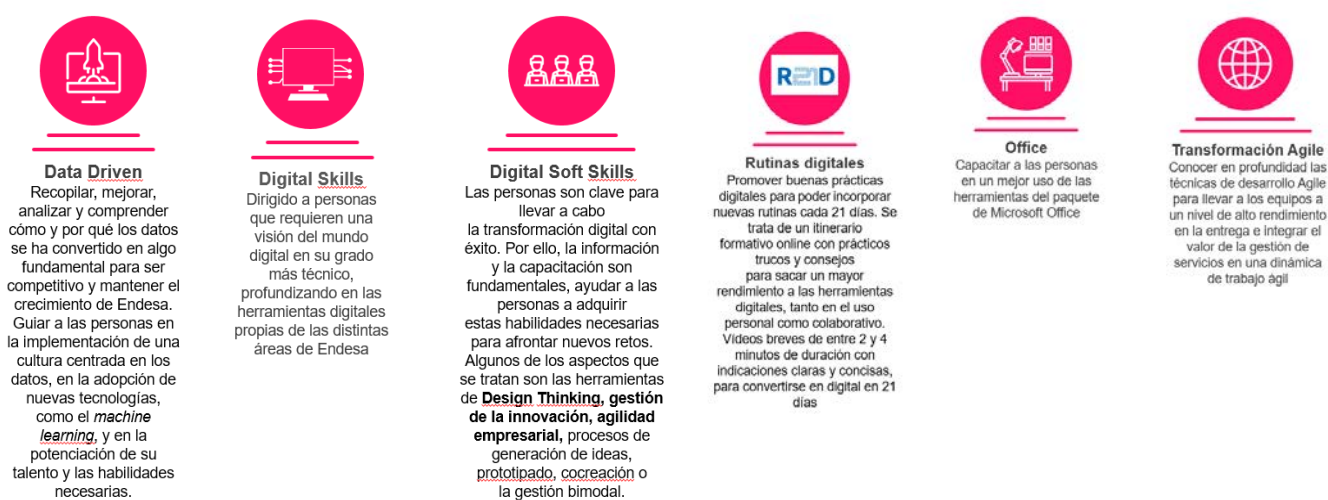 Data Driven
Recopilar, mejorar,
analizar y comprender
cómo y por qué los datos
se ha convertido en algo
fundamental para ser
competitivo y mantener el
crecimiento de Endesa.
Guiar a las personas en
la implementación de una
cultura centrada en los
datos, en la adopción de
nuevas tecnologías,
como el machine
learning, y en la
potenciación de su
talento y las habilidades
necesarias.
Digital Skills
Dirigido a personas
que requieren una
visión del mundo
digital en su grado
más técnico,
profundizando en las
herramientas digitales
propias de las distintas
áreas de Endesa
Digital Soft Skills
Las personas son clave para
llevar a cabo
la transformación digital con
éxito. Por ello, la información
y la capacitación son
fundamentales, ayudar a las
personas a adquirir
estas habilidades necesarias
para afrontar nuevos retos.
Algunos de los aspectos que
se tratan son las herramientas
de Design Thinking, gestión
de la innovación, agilidad
empresarial, procesos de
generación de ideas,
prototipado, cocreación o
la gestión bimodal.
R21D
Rutinas digitales
Promover buenas prácticas
digitales para poder incorporar
nuevas rutinas cada 21 días. Se
trata de un itinerario
formativo online con prácticos
trucos y consejos
para sacar un mayor
rendimiento a las herramientas
digitales, tanto en el uso
personal como colaborativo.
Vídeos breves de entre 2 y 4
minutos de duración con
indicaciones claras y concisas,
para convertirse en digital en 21
días
Office
Capacitar a las personas
en un mejor uso de las
herramientas del paquete
de Microsoft Office
Transformación Agile
Conocer en profundidad las
técnicas de desarrollo Agile
para llevar a los equipos a
un nivel de alto rendimiento
en la entrega e integrar el
valor de la gestión de
servicios en una dinámica
de trabajo ágil